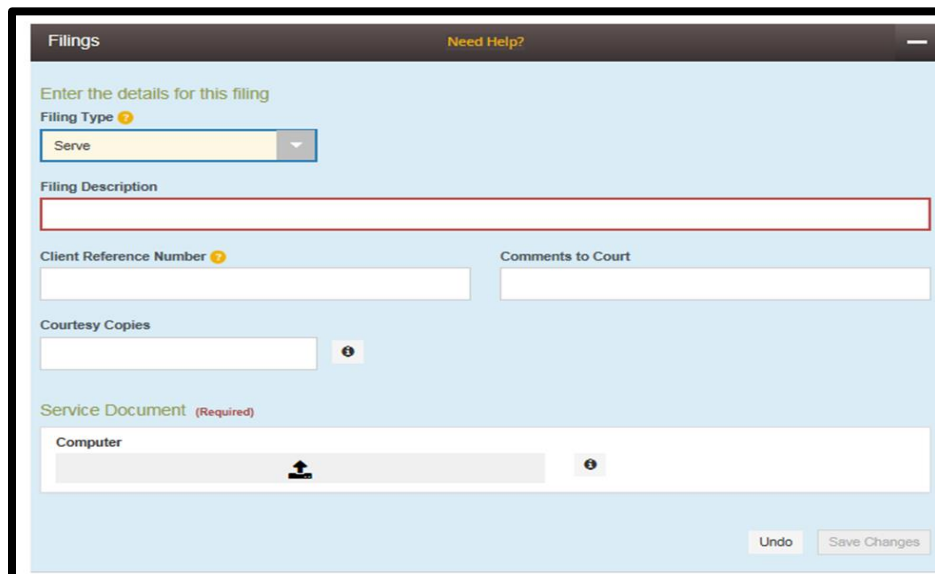 Filings Need Help?
Enter the details for this filing
Filing Type ?
Serve
Filing Description
Client Reference Number ? Comments to Court
Courtesy Copies
Service Document (Required)
Computer
Undo Save Changes